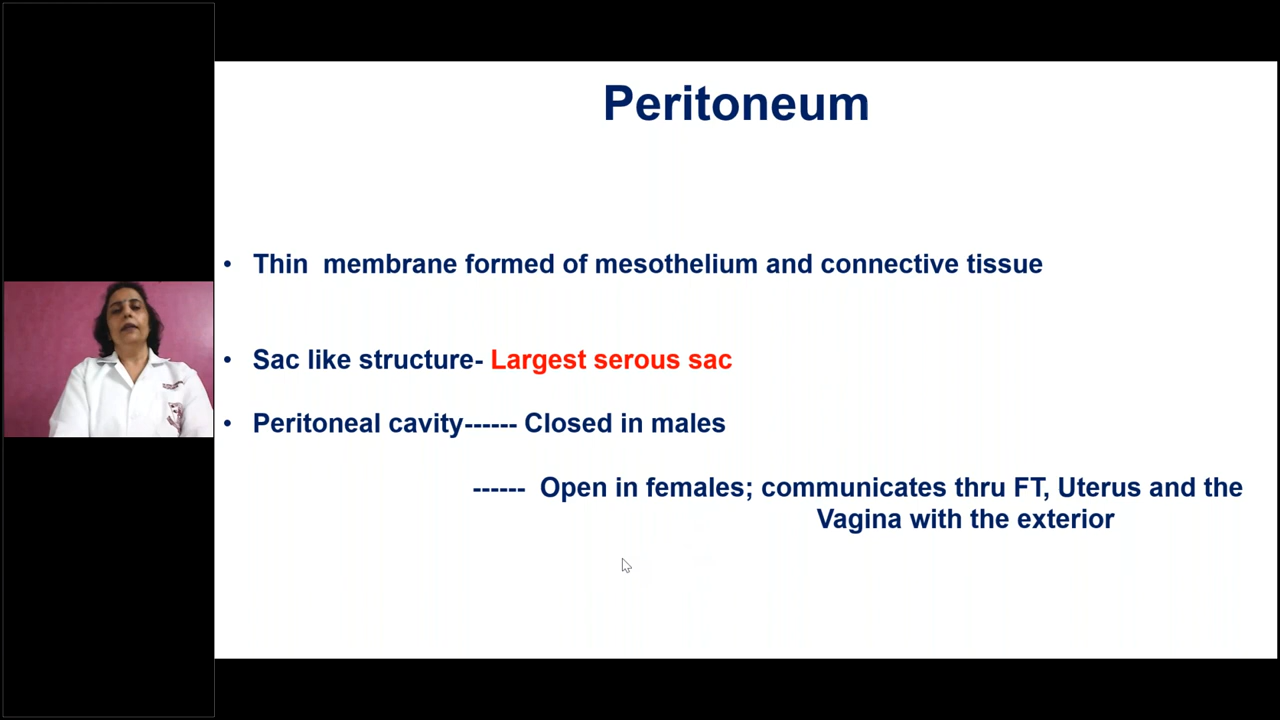 Peritoneum
• Thin membrane formed of mesothelium and connective tissue
• Sac like structure- Largest serous sac
• Peritoneal cavity------ Closed in males
------ Open in females; communicates thru FT, Uterus and the
Vagina with the exterior